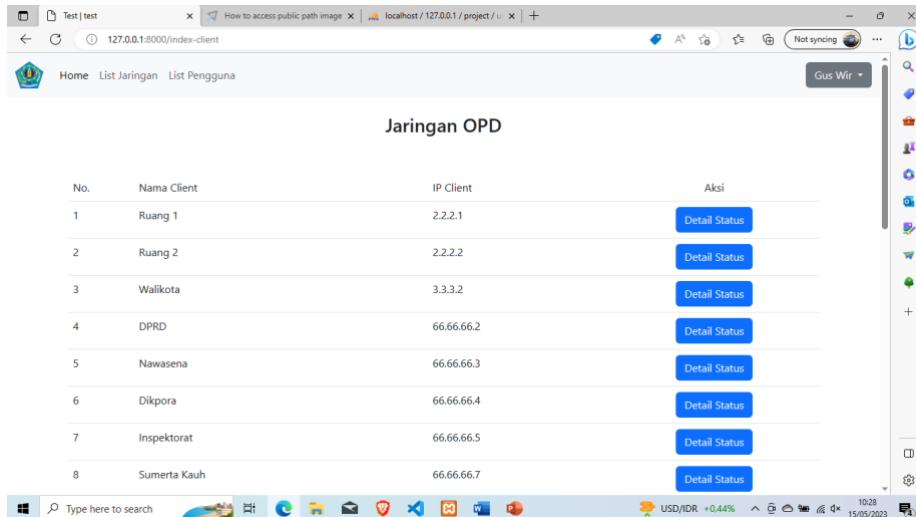 Test | test
How to access public path image
localhost / 127.0.0.1 / project / u
127.0.0.1:8000/index-client
Not syncing
Home List Jaringan List Pengguna
Gus Wir
Jaringan OPD
No. Nama Client IP Client Aksi
1 Ruang 1 2.2.2.1 Detail Status
2 Ruang 2 2.2.2.2 Detail Status
3 Walikota 3.3.3.2 Detail Status
4 DPRD 66.66.66.2 Detail Status
5 Nawasena 66.66.66.3 Detail Status
6 Dikpora 66.66.66.4 Detail Status
7 Inspektorat 66.66.66.5 Detail Status
8 Sumerta Kauh 66.66.66.7 Detail Status
Type here to search
USD/IDR +0,44%
10:28
15/05/2023